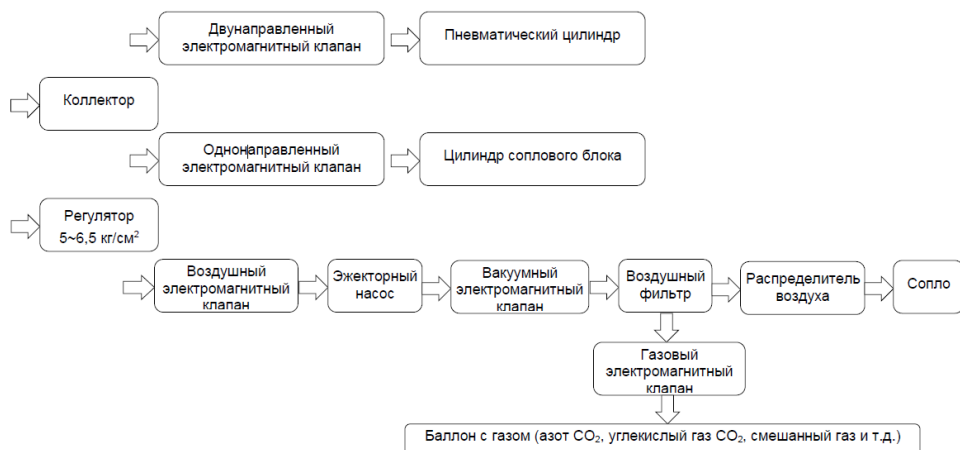 Двунаправленный
электромагнитный клапан
Пневматический цилиндр
Коллектор
Однонаправленный
электромагнитный клапан
Цилиндр соплового блока
Регулятор
5~6,5 кг/см²
Воздушный
электромагнитный
клапан
Эжекторный
насос
Вакуумный
электромагнитный
клапан
Воздушный
фильтр
Распределитель
воздуха
Сопло
Газовый
электромагнитный
клапан
Баллон с газом (азот CO₂, углекислый газ CO₂, смешанный газ и т.д.)